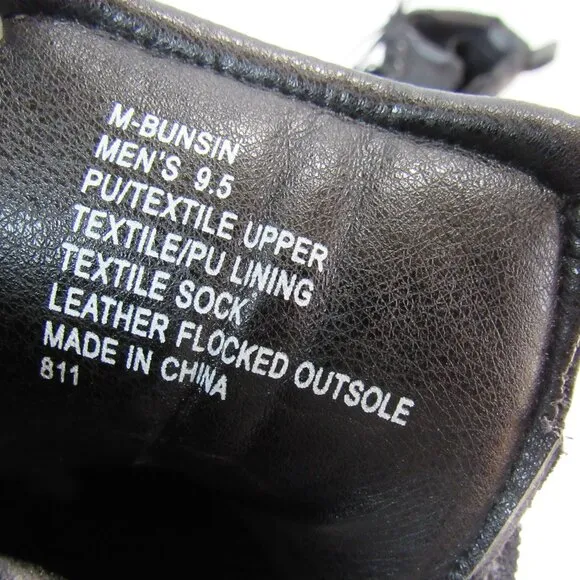 M-BUNSIN
MEN'S 9.5
PU/TEXTILE UPPER
TEXTILE/PU LINING
TEXTILE SOCK
LEATHER FLOCKED OUTSOLE
MADE IN CHINA
811